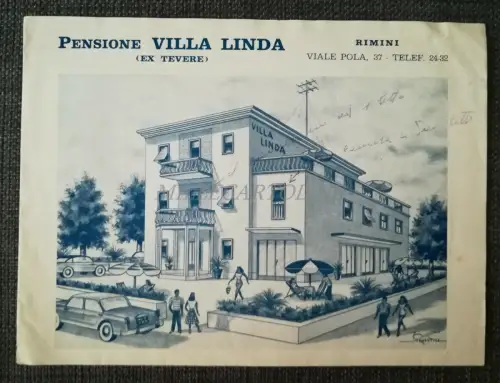 PENSIONE VILLA LINDA
(EX TEVERE)
RIMINI
VIALE POLA, 37 - TELEF. 24-32
VILLA
LINDA